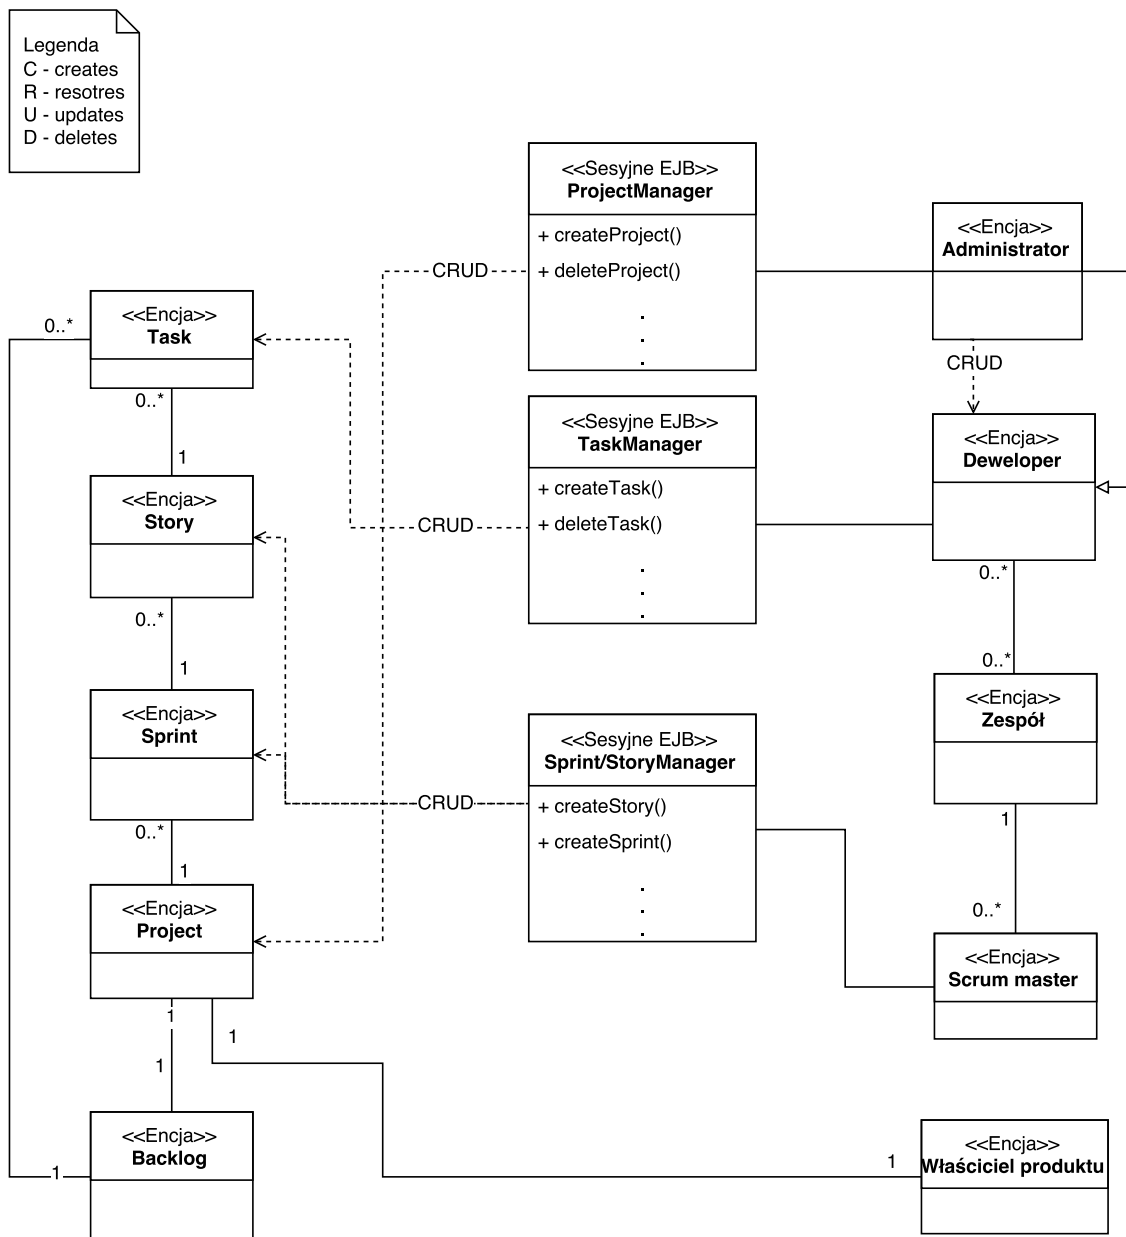 Legenda
C - creates
R - resotres
U - updates
D - deletes
<<Sesyjne EJB>>
ProjectManager
+ createProject()
+ deleteProject()
.
.
.
<<Encja>>
Administrator
CRUD
CRUD
<<Encja>>
Task
0..*
0..*
1
<<Sesyjne EJB>>
TaskManager
+ createTask()
+ deleteTask()
.
.
.
<<Encja>>
Deweloper
CRUD
<<Encja>>
Story
0..*
1
0..*
0..*
<<Encja>>
Zespół
1
0..*
<<Encja>>
Sprint
0..*
1
<<Sesyjne EJB>>
Sprint/StoryManager
+ createStory()
+ createSprint()
.
.
.
CRUD
<<Encja>>
Project
1
1
1
<<Encja>>
Scrum master
<<Encja>>
Backlog
1
1
<<Encja>>
Właściciel produktu